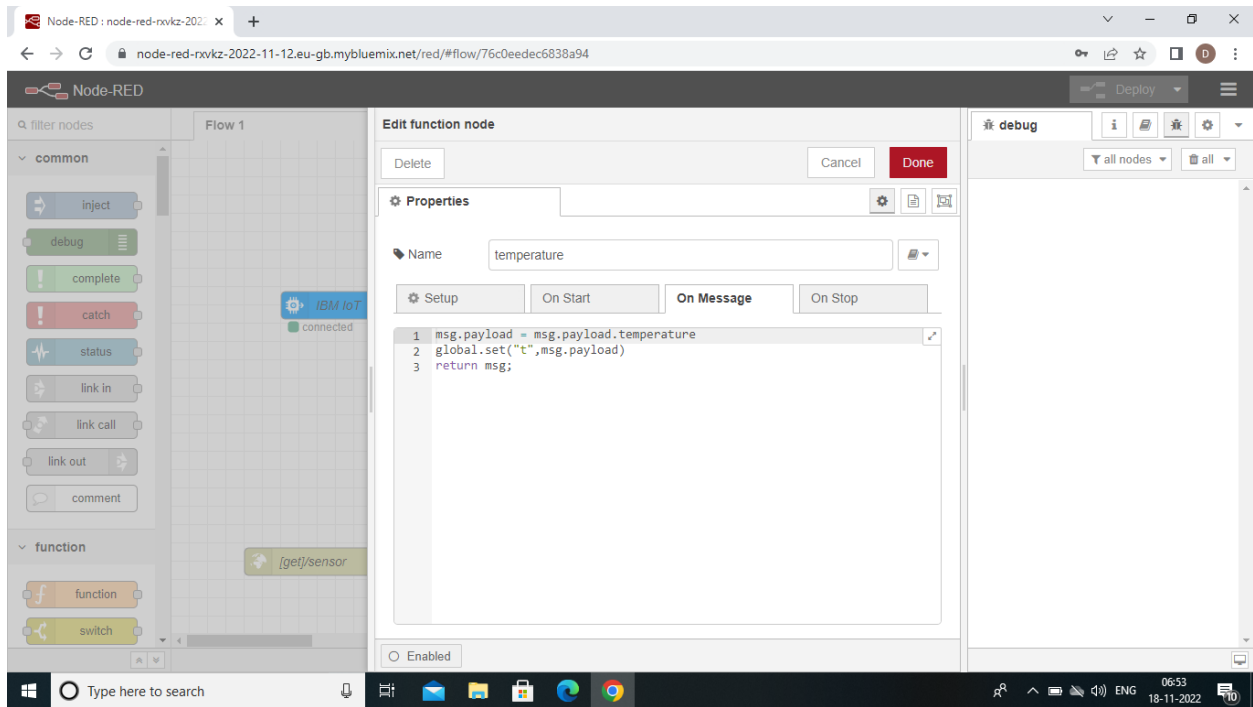 Node-RED : node-red-rxvkz-202
node-red-rxvkz-2022-11-12.eu-gb.mybluemix.net/red/#flow/76c0eedec6838a94
D
Node-RED
Deploy
filter nodes
Flow 1
Edit function node
debug
i
common
Delete
Cancel
Done
all nodes
all
inject
Properties
debug
Name
temperature
complete
IBM IoT
Setup
On Start
On Message
On Stop
catch
connected
1 msg.payload = msg.payload.temperature
2 global.set("t",msg.payload)
3 return msg;
status
link in
link call
link out
comment
function
[get]/sensor
function
switch
Enabled
Type here to search
ENG
06:53
18-11-2022
10